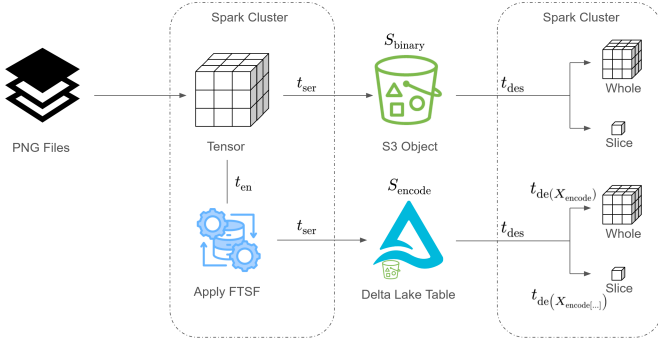 Spark Cluster
Spark Cluster
S_binary
t_ser
t_des
Whole
PNG Files
Tensor
S3 Object
Slice
t_en
S_encode
t_de(X_encode)
t_ser
t_des
Whole
Apply FTSF
Delta Lake Table
Slice
t_de(X_encode[...])